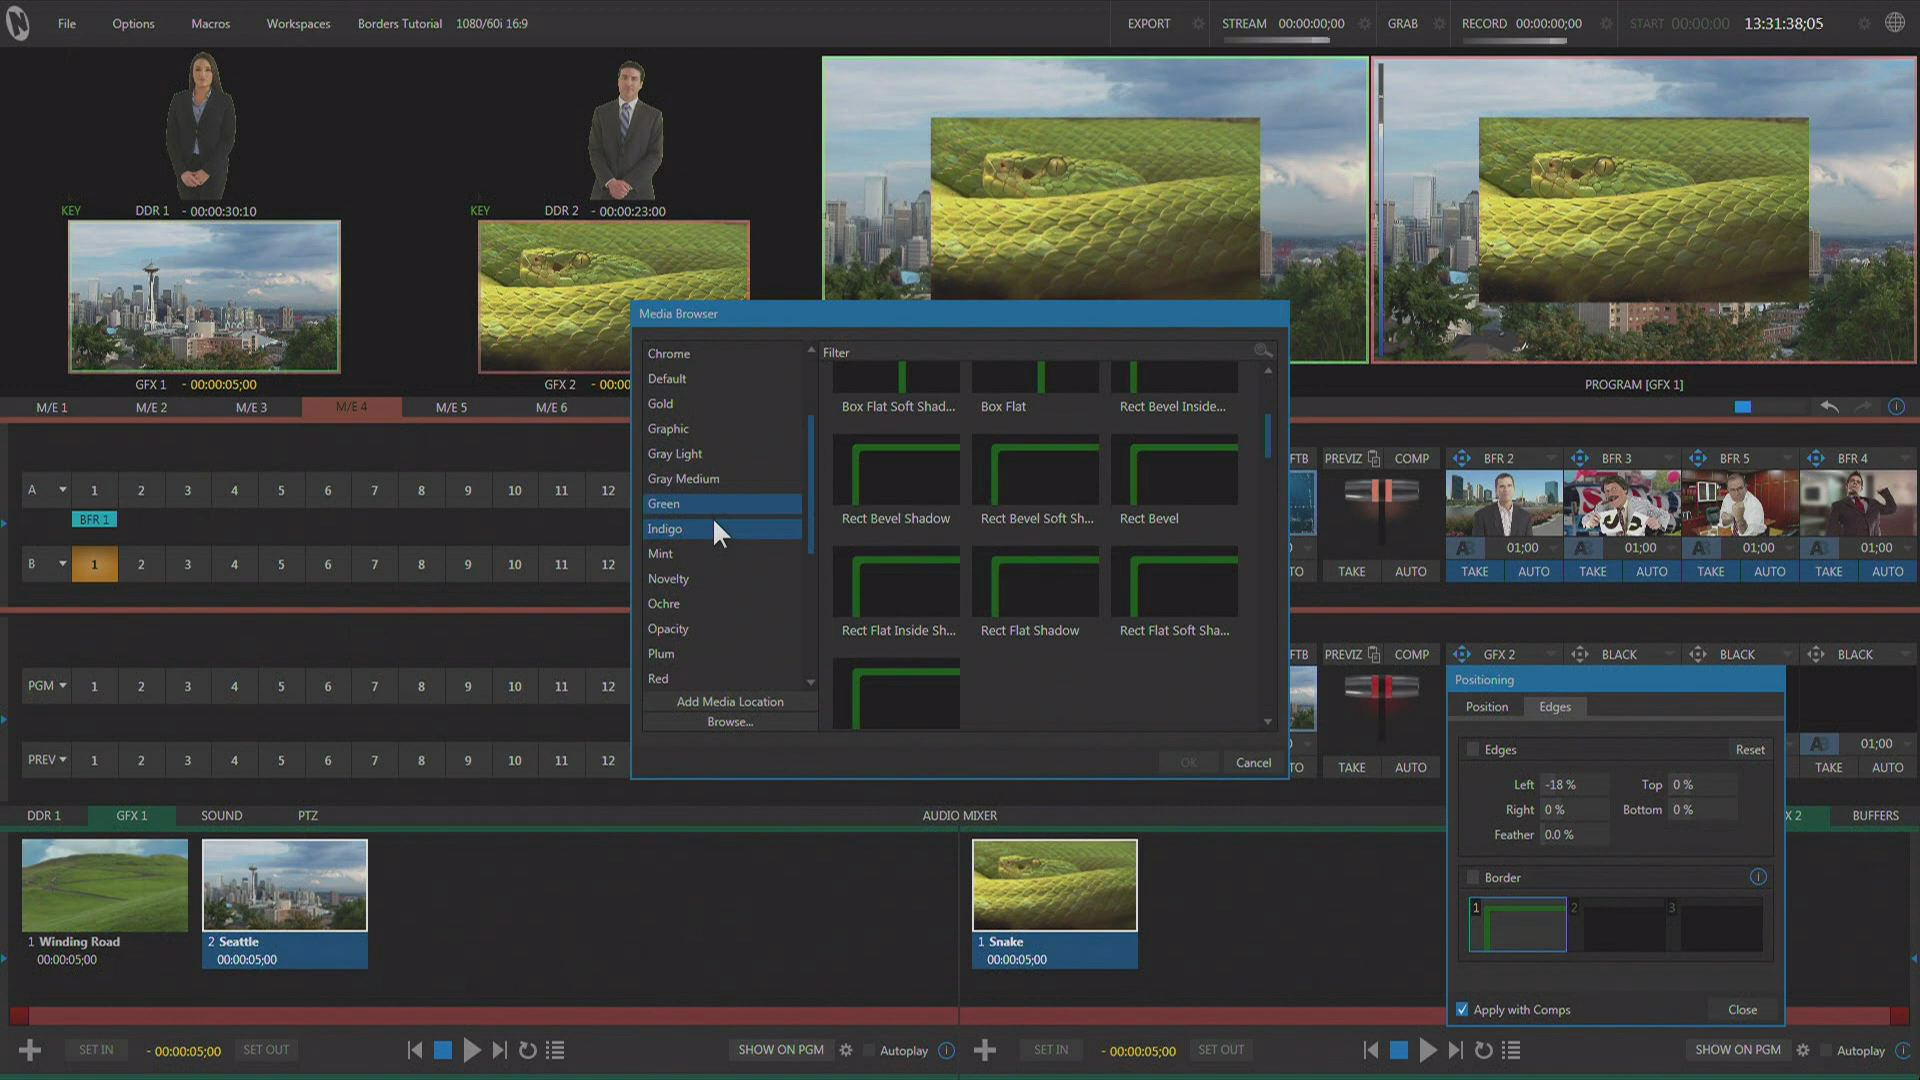 File Options Macros Workspaces Borders Tutorial 1080/60i 16:9 EXPORT STREAM 00:00:00;00 GRAB RECORD 00:00:00;00 START 00:00:00 13:31:38;05
KEY DDR 1 - 00:00:30:10 KEY DDR 2 - 00:00:23:00
GFX 1 - 00:00:05;00 GFX 2 - 00:00 PROGRAM [GFX 1]
M/E 1 M/E 2 M/E 3 M/E 4 M/E 5 M/E 6
A 1 2 3 4 5 6 7 8 9 10 11 12
BFR 1
B 1 2 3 4 5 6 7 8 9 10 11 12
PGM 1 2 3 4 5 6 7 8 9 10 11 12
PREV 1 2 3 4 5 6 7 8 9 10 11 12
Media Browser
Chrome
Default
Gold
Graphic
Gray Light
Gray Medium
Green
Indigo
Mint
Novelty
Ochre
Opacity
Plum
Red
Add Media Location
Browse...
Filter
Box Flat Soft Shad... Box Flat Rect Bevel Inside...
Rect Bevel Shadow Rect Bevel Soft Sh... Rect Bevel
Rect Flat Inside Sh... Rect Flat Shadow Rect Flat Soft Sha...
OK Cancel
FTB PREVIZ COMP BFR 2 BFR 3 BFR 5 BFR 4
01;00 01;00 01;00 01;00
TO TAKE AUTO TAKE AUTO TAKE AUTO TAKE AUTO TAKE AUTO
FTB PREVIZ COMP GFX 2 BLACK BLACK BLACK
01;00
TO TAKE AUTO TAKE AUTO
Positioning
Position Edges
Edges Reset
Left -18 % Top 0 %
Right 0 % Bottom 0 %
Feather 0.0 %
Border
1 2 3
Apply with Comps Close
DDR 1 GFX 1 SOUND PTZ AUDIO MIXER X 2 BUFFERS
1 Winding Road
00:00:05;00
2 Seattle
00:00:05;00
1 Snake
00:00:05;00
SET IN - 00:00:05;00 SET OUT SHOW ON PGM Autoplay SET IN - 00:00:05;00 SET OUT SHOW ON PGM Autoplay